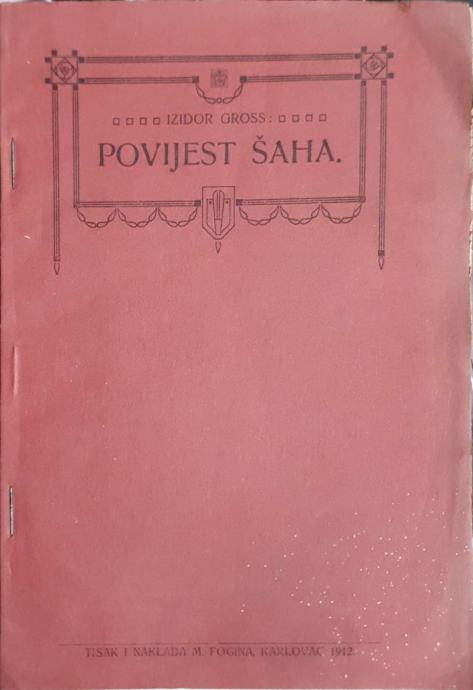 IZIDOR GROSS:
POVIJEST ŠAHA.
TISAK I NAKLADA M. FOGINA, KARLOVAC 1912.